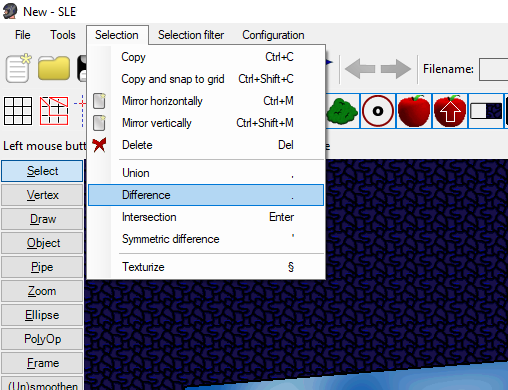 New - SLE
File Tools Selection Selection filter Configuration
Copy Ctrl+C
Copy and snap to grid Ctrl+Shift+C
Mirror horizontally Ctrl+M
Mirror vertically Ctrl+Shift+M
Delete Del
Union ,
Difference .
Intersection Enter
Symmetric difference '
Texturize §
Filename:
Left mouse
Select
Vertex
Draw
Object
Pipe
Zoom
Ellipse
PolyOp
Frame
(Un)smoothen